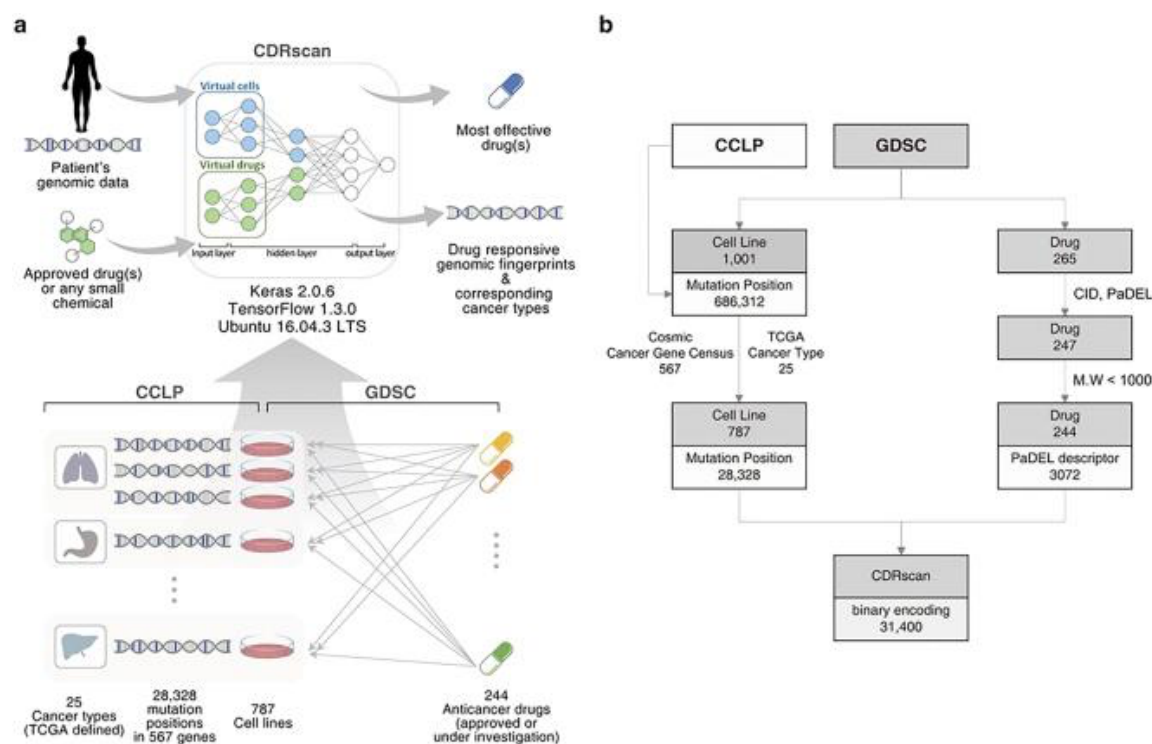 a
CDRscan
Virtual cells
Virtual drugs
Input layer
hidden layer
output layer
Patient's
genomic data
Approved drug(s)
or any small
chemical
Most effective
drug(s)
Drug responsive
genomic fingerprints
&
corresponding
cancer types
Keras 2.0.6
TensorFlow 1.3.0
Ubuntu 16.04.3 LTS
CCLP
GDSC
25
Cancer types
(TCGA defined)
28,328
mutation
positions
in 567 genes
787
Cell lines
244
Anticancer drugs
(approved or
under investigation)
b
CCLP
GDSC
Cell Line
1,001
Mutation Position
686,312
Cosmic
Cancer Gene Census
567
TCGA
Cancer Type
25
Cell Line
787
Mutation Position
28,328
Drug
265
CID, PaDEL
Drug
247
M.W < 1000
Drug
244
PaDEL descriptor
3072
CDRscan
binary encoding
31,400